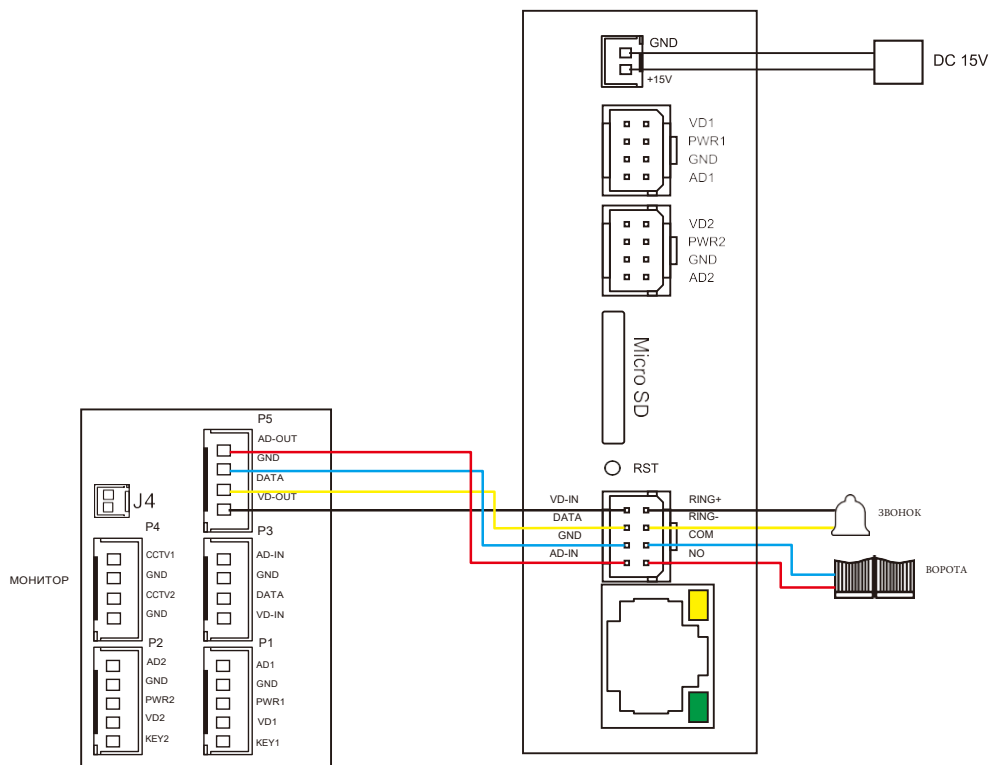 GND
DC 15V
+15V
VD1
PWR1
GND
AD1
VD2
PWR2
GND
AD2
Micro SD
RST
P5
AD-OUT
GND
DATA
VD-OUT
J4
P4
CCTV1
GND
CCTV2
GND
P3
AD-IN
GND
DATA
VD-IN
МОНИТОР
P2
AD2
GND
PWR2
VD2
KEY2
P1
AD1
GND
PWR1
VD1
KEY1
VD-IN
DATA
GND
AD-IN
RING+
RING-
COM
NO
ЗВОНОК
ВОРОТА